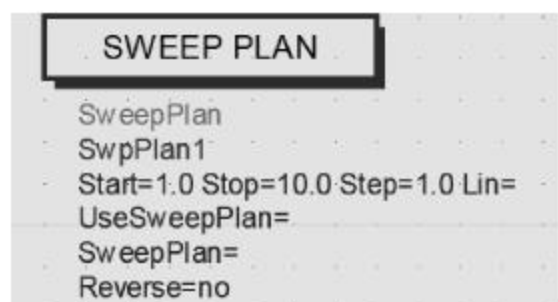 SWEEP PLAN
SweepPlan
SwpPlan1
Start=1.0 Stop=10.0 Step=1.0 Lin=
UseSweepPlan=
SweepPlan=
Reverse=no